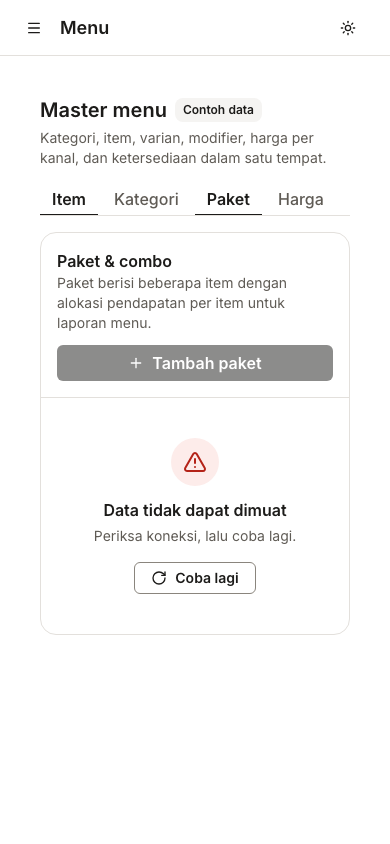 Menu
Master menu
Contoh data
Kategori, item, varian, modifier, harga per
kanal, dan ketersediaan dalam satu tempat.
Item Kategori Paket Harga
Paket & combo
Paket berisi beberapa item dengan
alokasi pendapatan per item untuk
laporan menu.
+ Tambah paket
Data tidak dapat dimuat
Periksa koneksi, lalu coba lagi.
Coba lagi